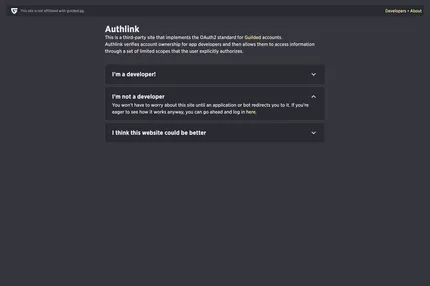 This site is not affiliated with guilded.gg.
Developers • About
Authlink
This is a third-party site that implements the OAuth2 standard for Guilded accounts.
Authlink verifies account ownership for app developers and then allows them to access information
through a set of limited scopes that the user explicitly authorizes.
I'm a developer!
I'm not a developer
You won't have to worry about this site until an application or bot redirects you to it. If you're
eager to see how it works anyway, you can go ahead and log in here.
I think this website could be better